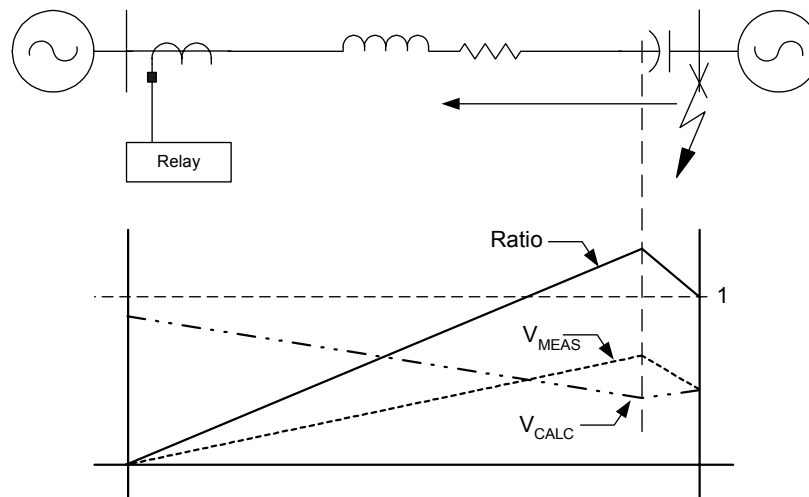 Relay
Ratio
1
V_MEAS
V_CALC